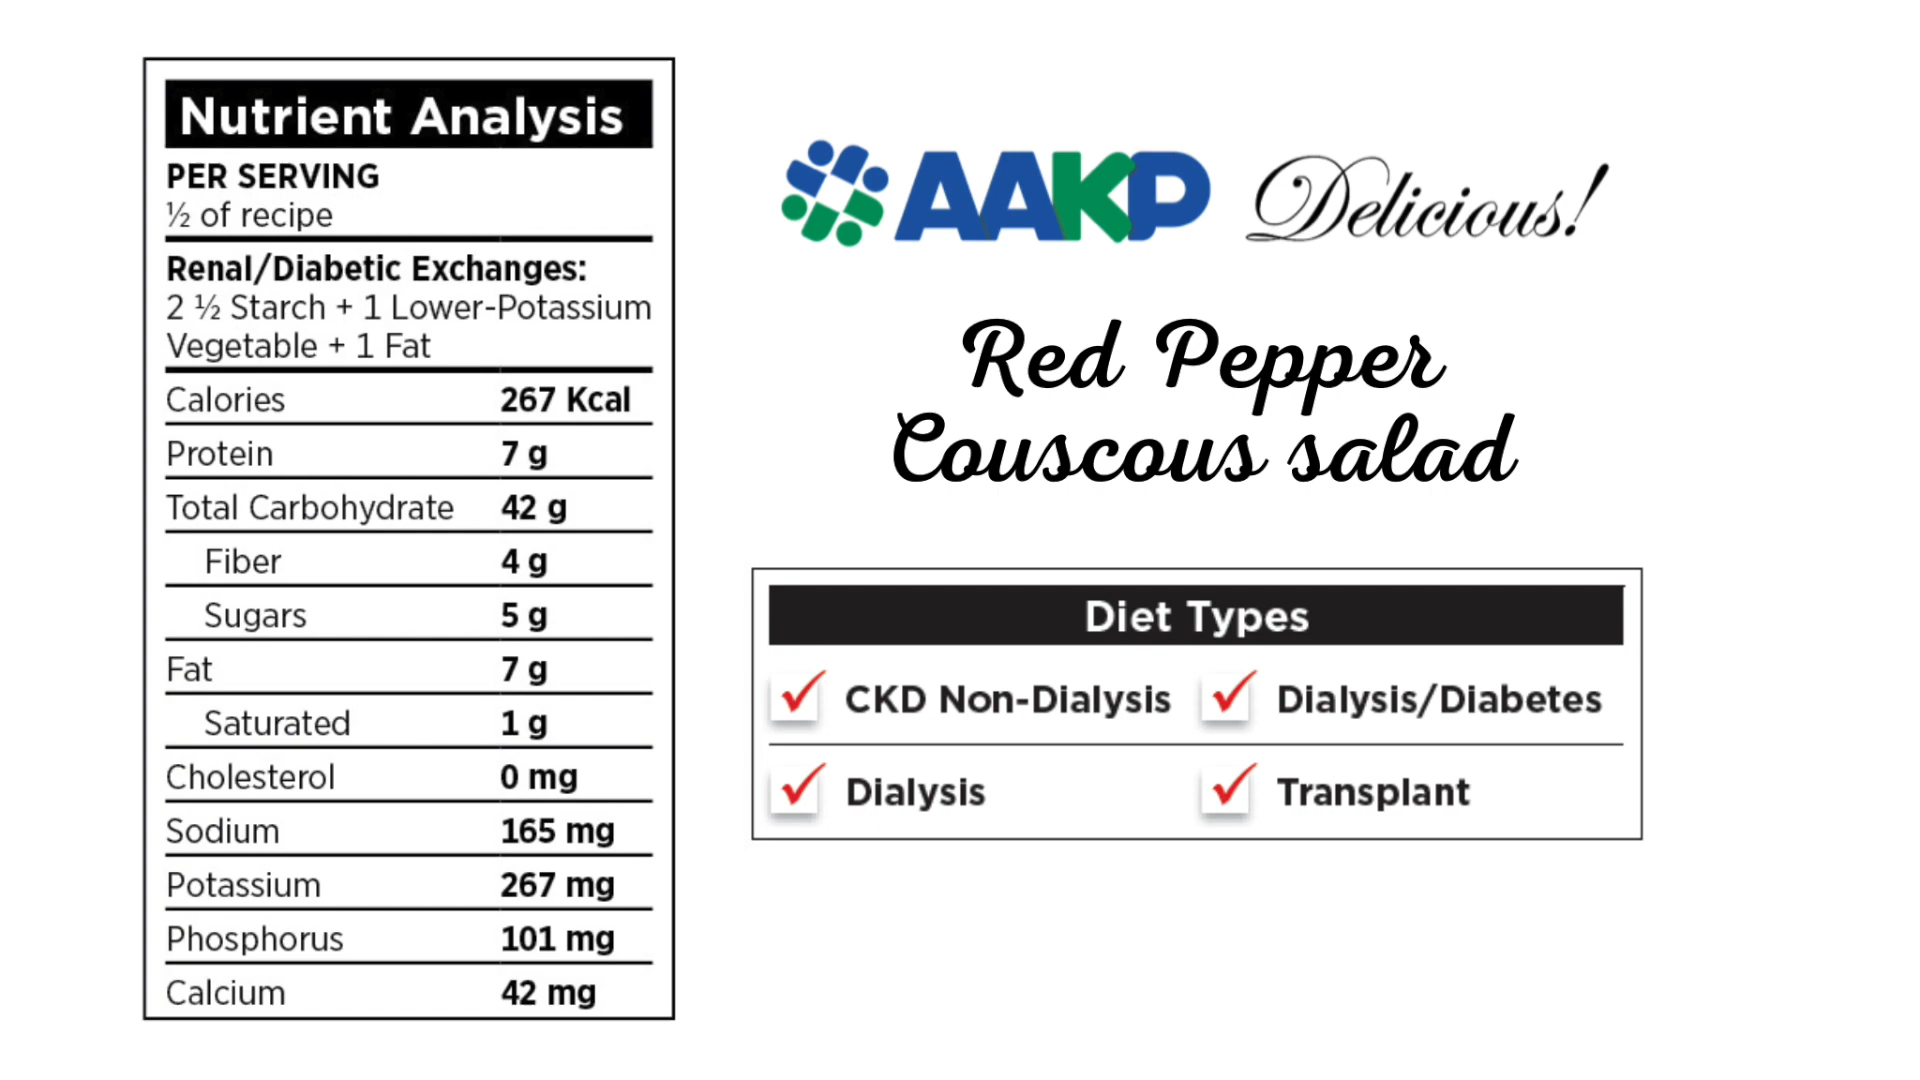 Nutrient Analysis
PER SERVING
½ of recipe
Renal/Diabetic Exchanges:
2 ½ Starch + 1 Lower-Potassium
Vegetable + 1 Fat
Calories 267 Kcal
Protein 7 g
Total Carbohydrate 42 g
Fiber 4 g
Sugars 5 g
Fat 7 g
Saturated 1 g
Cholesterol 0 mg
Sodium 165 mg
Potassium 267 mg
Phosphorus 101 mg
Calcium 42 mg
AAKP Delicious!
Red Pepper
Couscous salad
Diet Types
CKD Non-Dialysis Dialysis/Diabetes
Dialysis Transplant